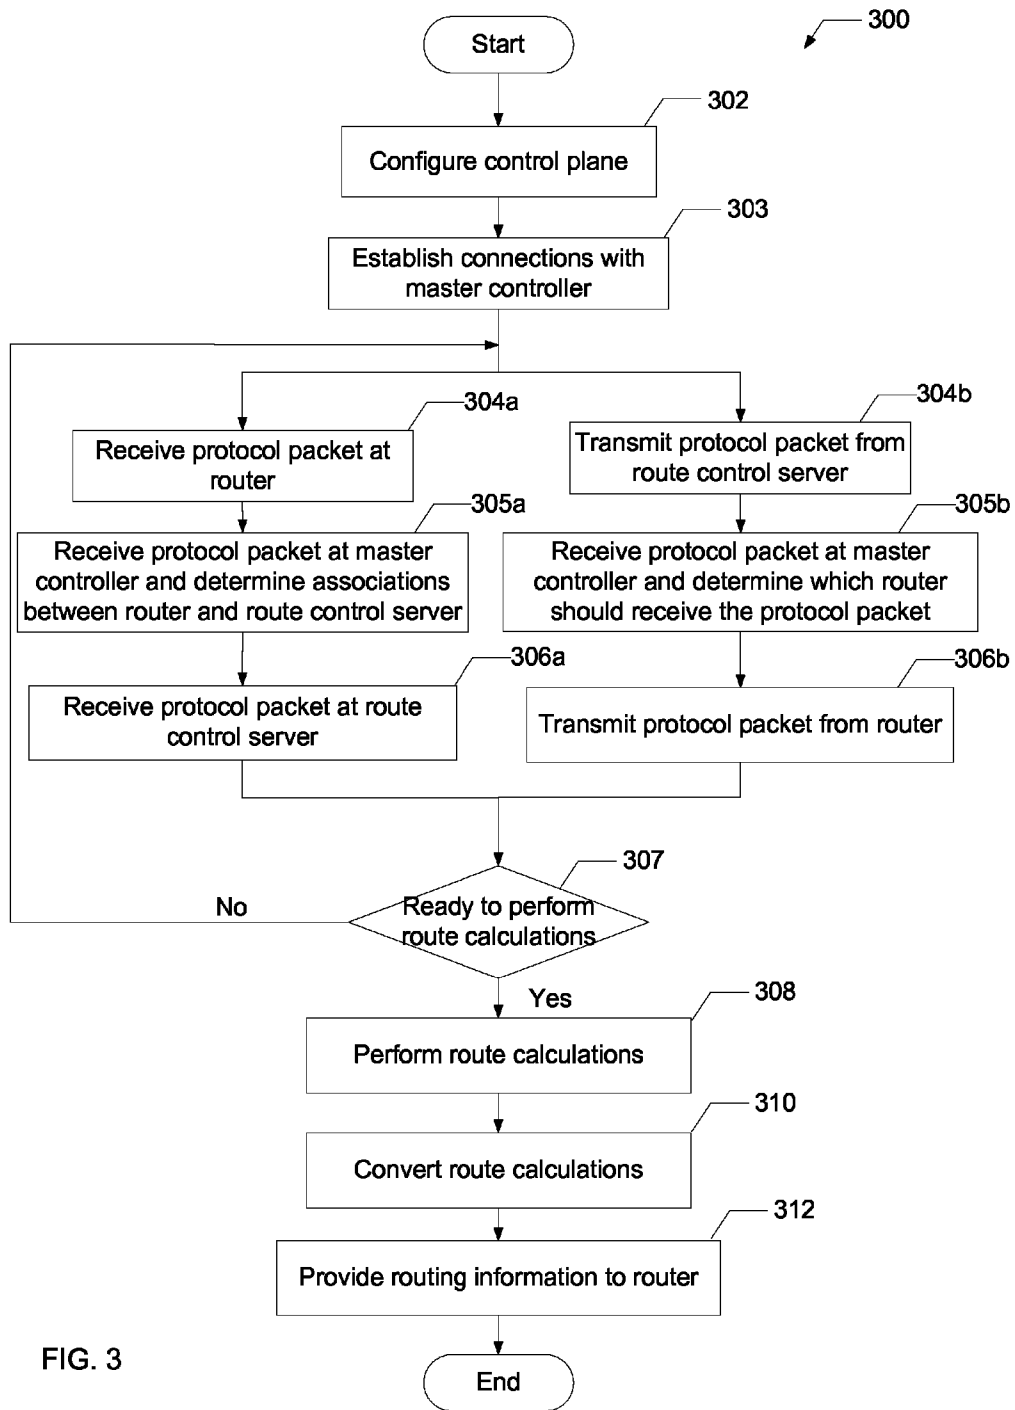 300
Start
302
Configure control plane
303
Establish connections with
master controller
304a
Receive protocol packet at
router
304b
Transmit protocol packet from
route control server
305a
Receive protocol packet at master
controller and determine associations
between router and route control server
305b
Receive protocol packet at master
controller and determine which router
should receive the protocol packet
306a
Receive protocol packet at route
control server
306b
Transmit protocol packet from router
307
Ready to perform
route calculations
No
Yes
308
Perform route calculations
310
Convert route calculations
312
Provide routing information to router
End
FIG. 3